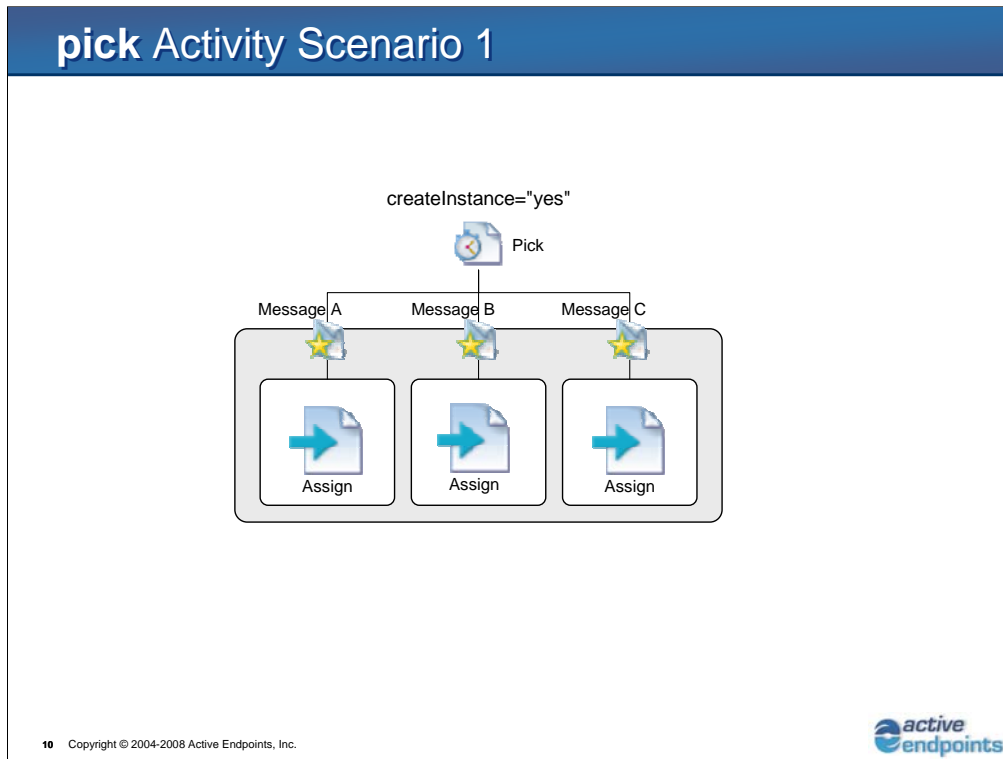 pick Activity Scenario 1
createInstance="yes"
Pick
Message A
Message B
Message C
Assign
Assign
Assign
10 Copyright © 2004-2008 Active Endpoints, Inc.
active
endpoints